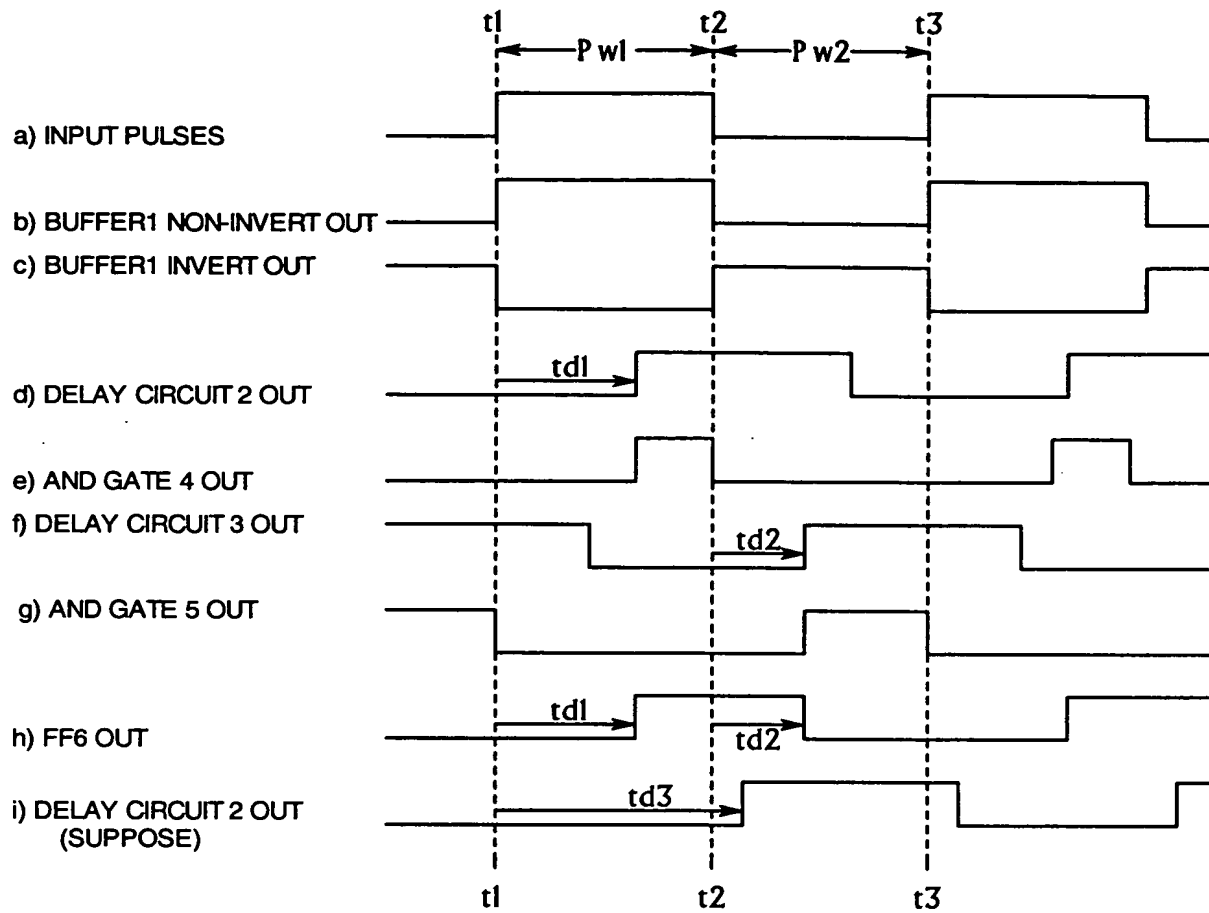 t1 t2 t3
Pw1 Pw2
a) INPUT PULSES
b) BUFFER1 NON-INVERT OUT
c) BUFFER1 INVERT OUT
td1
d) DELAY CIRCUIT 2 OUT
e) AND GATE 4 OUT
f) DELAY CIRCUIT 3 OUT
td2
g) AND GATE 5 OUT
td1
td2
h) FF6 OUT
i) DELAY CIRCUIT 2 OUT
(SUPPOSE)
td3
t1 t2 t3